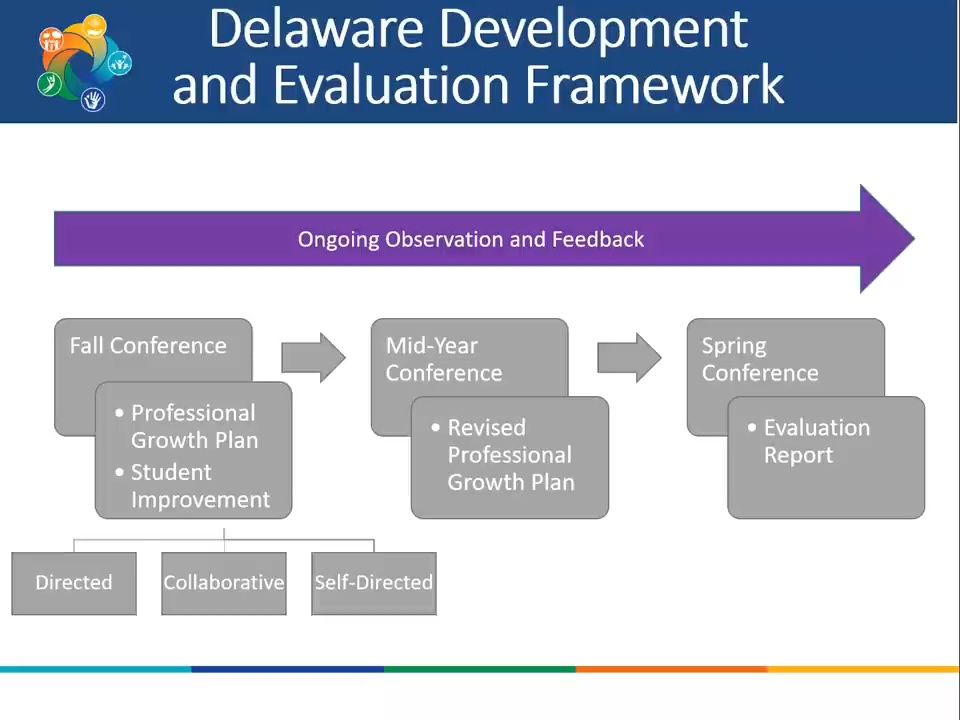 Delaware Development
and Evaluation Framework
Ongoing Observation and Feedback
Fall Conference
• Professional
Growth Plan
• Student
Improvement
Mid-Year
Conference
• Revised
Professional
Growth Plan
Spring
Conference
• Evaluation
Report
Directed
Collaborative
Self-Directed